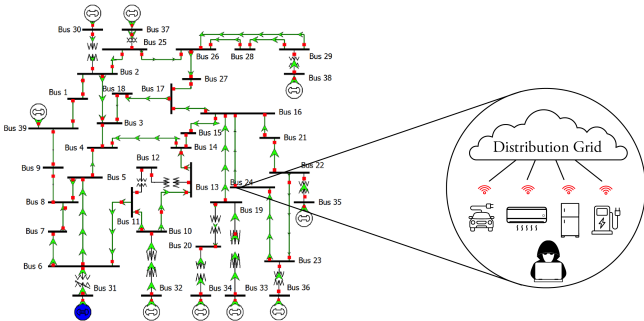 Bus 30
Bus 37
Bus 25
Bus 26
Bus 28
Bus 29
Bus 38
Bus 2
Bus 27
Bus 1
Bus 18
Bus 17
Bus 39
Bus 3
Bus 16
Bus 15
Bus 21
Bus 4
Bus 14
Bus 12
Bus 9
Bus 5
Bus 13
Bus 24
Bus 22
Bus 8
Bus 11
Bus 19
Bus 35
Bus 7
Bus 10
Bus 20
Bus 6
Bus 23
Bus 31
Bus 32
Bus 34
Bus 33
Bus 36
Distribution Grid